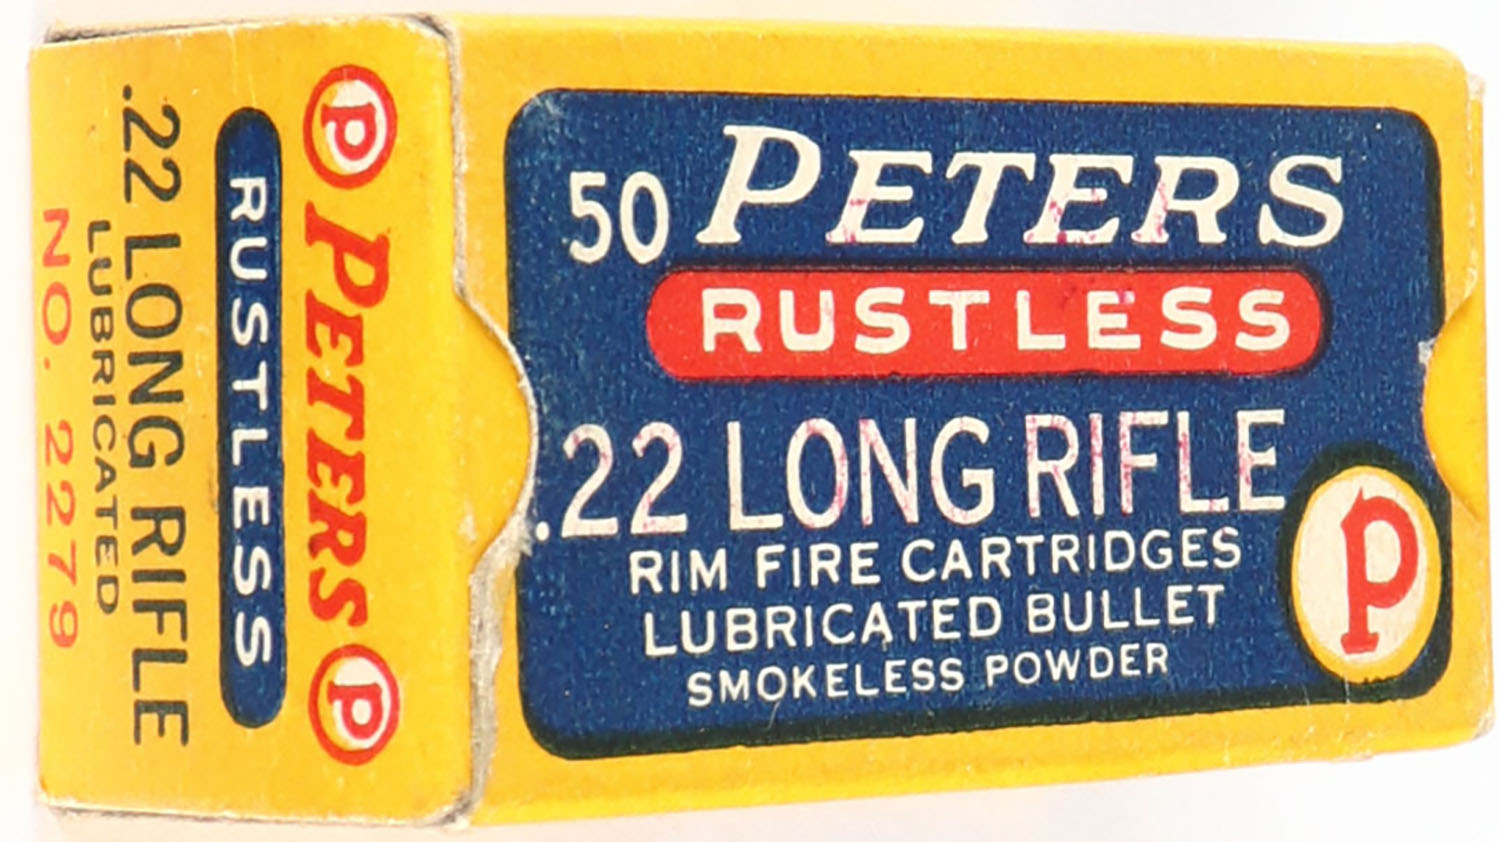 50 PETERS
RUSTLESS
.22 LONG RIFLE
RIM FIRE CARTRIDGES
LUBRICATED BULLET
SMOKELESS POWDER
P
P PETERS P
RUSTLESS
.22 LONG RIFLE
LUBRICATED
NO. 2279